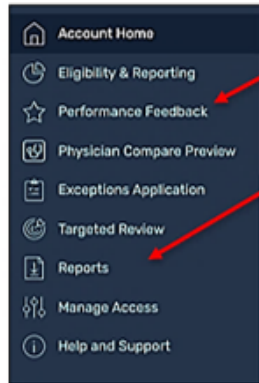 Account Home
Eligibility & Reporting
Performance Feedback
Physician Compare Preview
Exceptions Application
Targeted Review
Reports
Manage Access
Help and Support